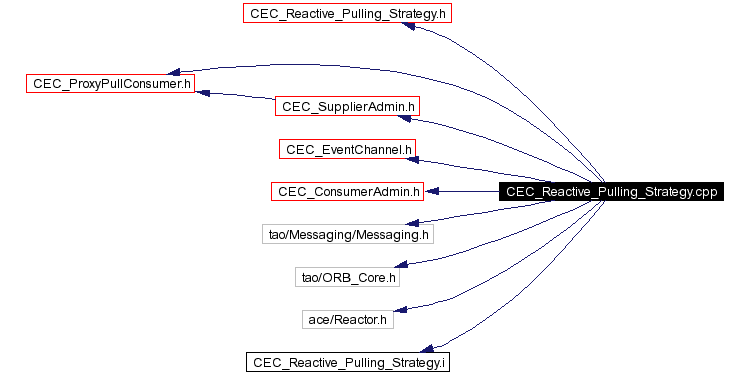 CEC_Reactive_Pulling_Strategy.h
CEC_ProxyPullConsumer.h
CEC_SupplierAdmin.h
CEC_EventChannel.h
CEC_ConsumerAdmin.h
CEC_Reactive_Pulling_Strategy.cpp
tao/Messaging/Messaging.h
tao/ORB_Core.h
ace/Reactor.h
CEC_Reactive_Pulling_Strategy.i